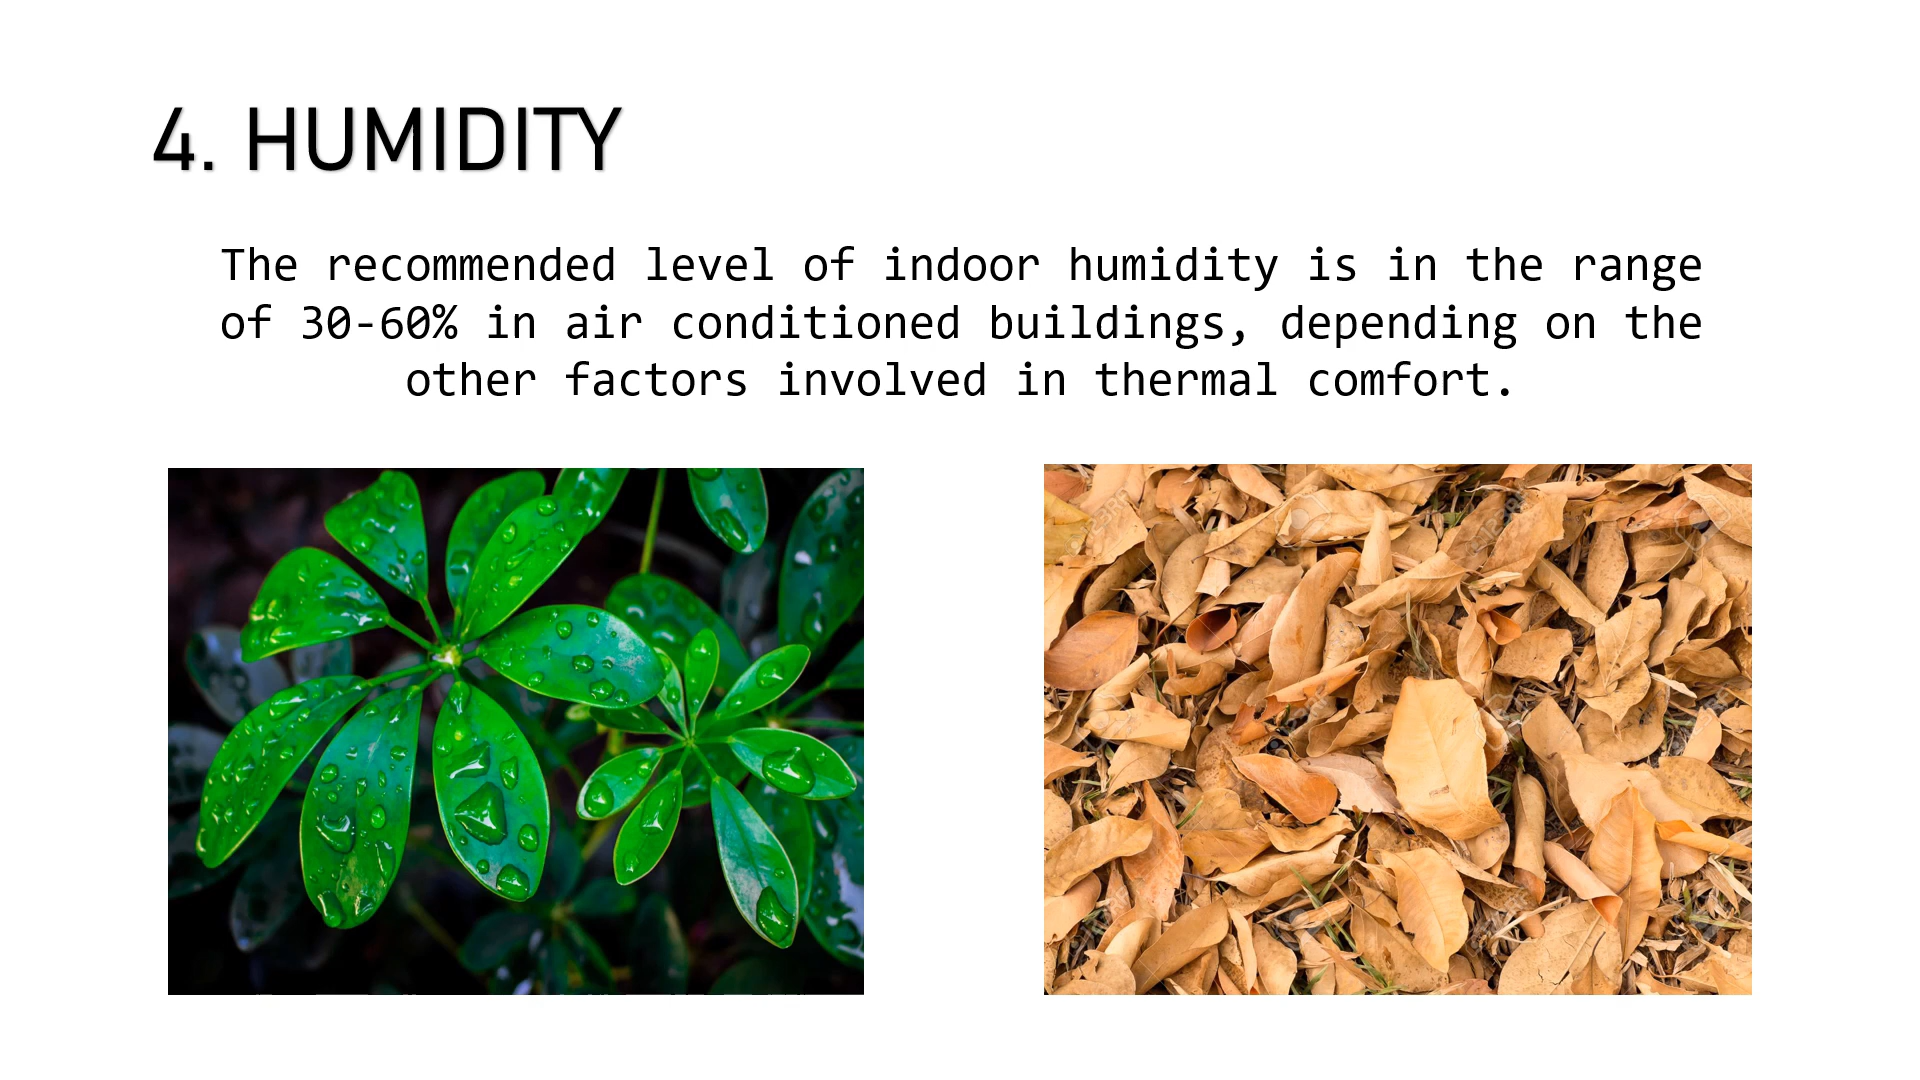 4. HUMIDITY
The recommended level of indoor humidity is in the range
of 30-60% in air conditioned buildings, depending on the
other factors involved in thermal comfort.